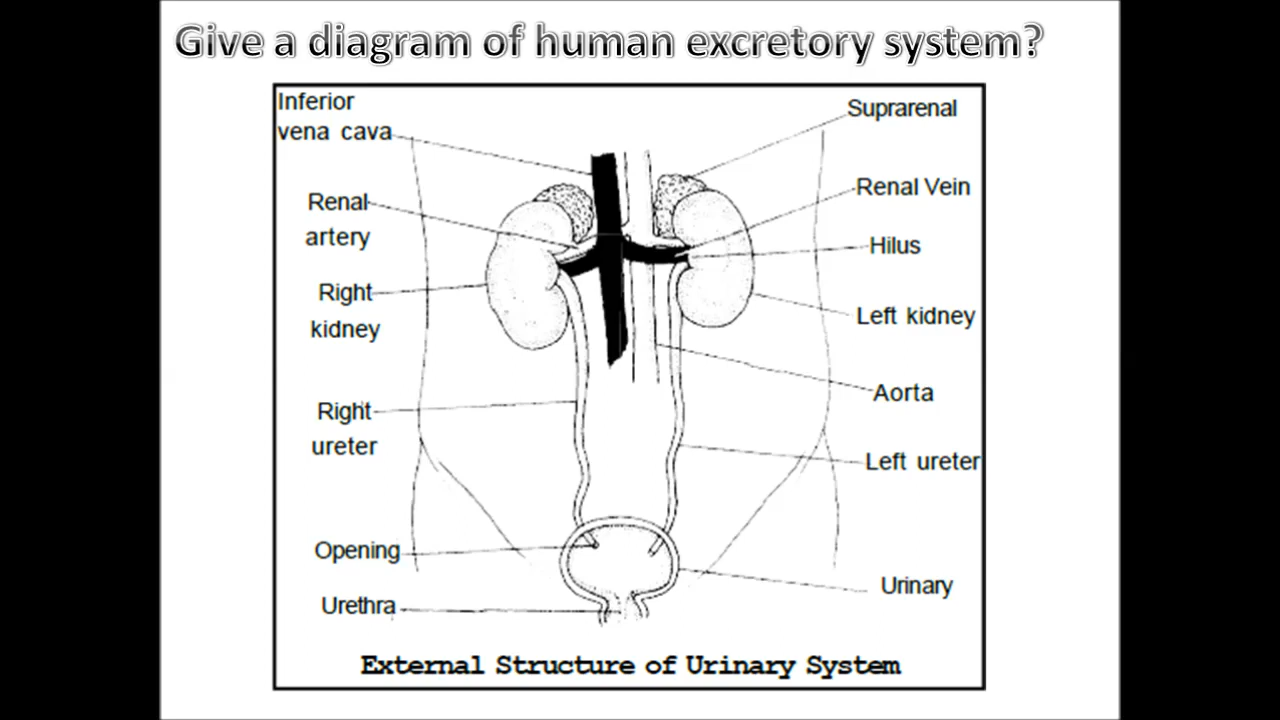 Give a diagram of human excretory system?
Inferior
vena cava
Renal
artery
Right
kidney
Right
ureter
Opening
Urethra
Suprarenal
Renal Vein
Hilus
Left kidney
Aorta
Left ureter
Urinary
External Structure of Urinary System